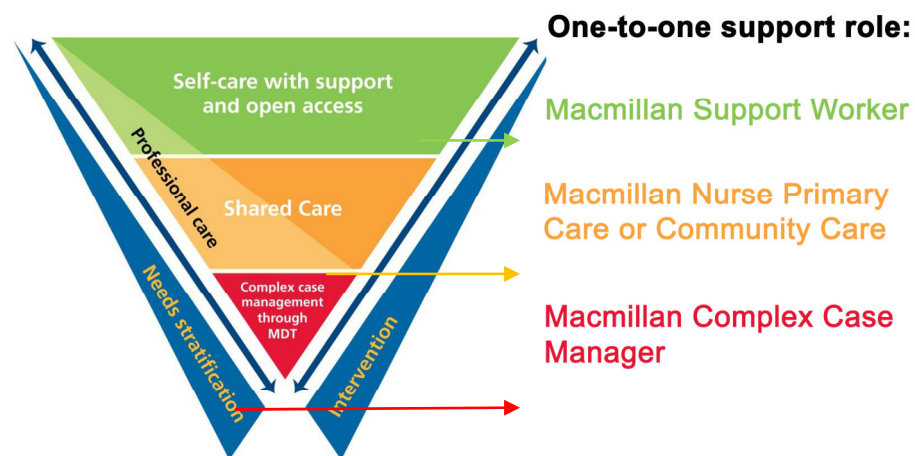 One-to-one support role:
Self-care with support
and open access
Macmillan Support Worker
Professional care
Shared Care
Macmillan Nurse Primary
Care or Community Care
Complex case
management
through
MDT
Macmillan Complex Case
Manager
Needs stratification
Intervention